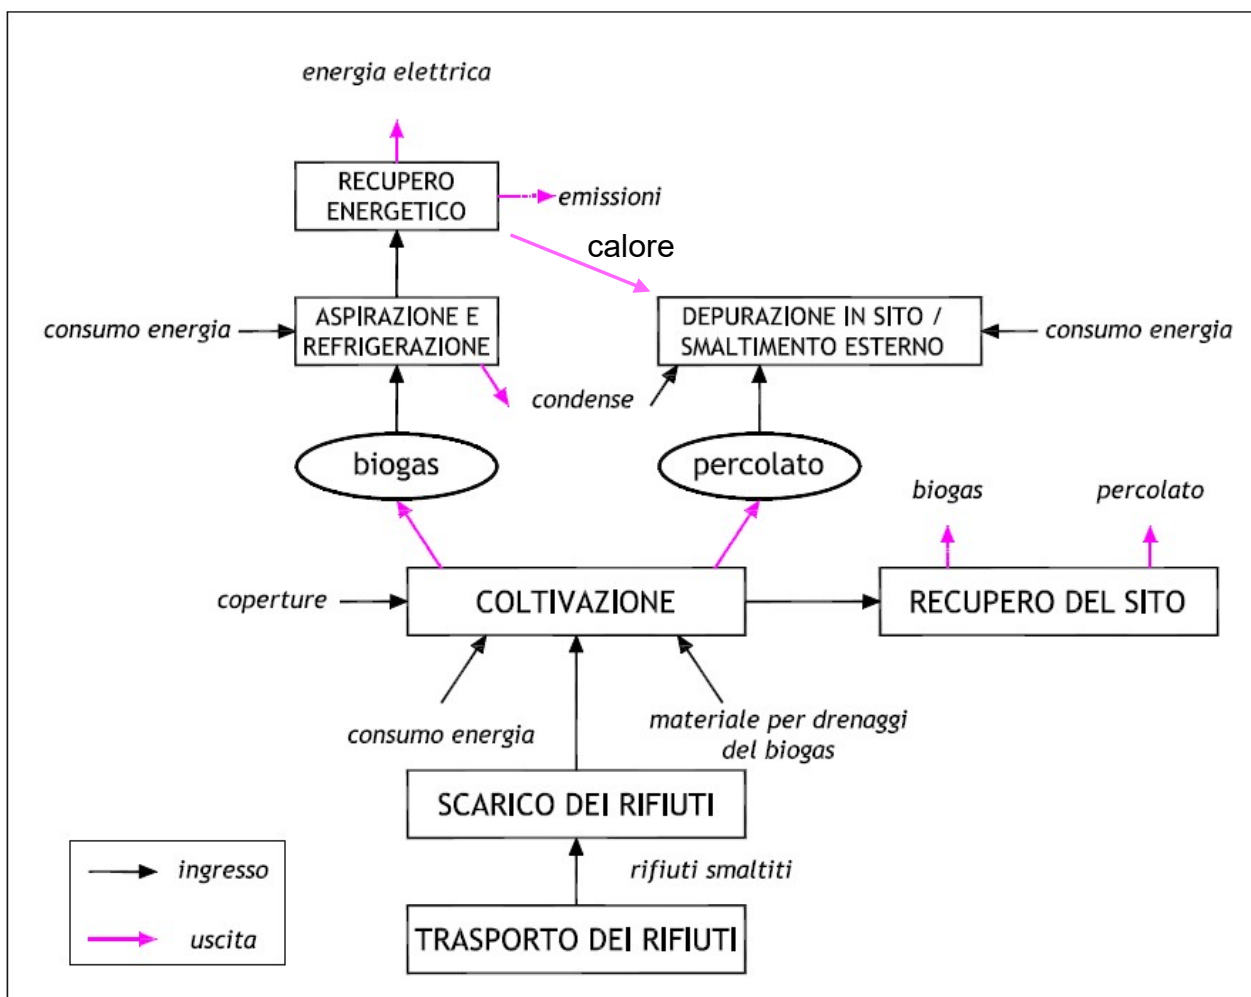 energia elettrica
RECUPERO
ENERGETICO
emissioni
calore
consumo energia
ASPIRAZIONE E
REFRIGERAZIONE
DEPURAZIONE IN SITO /
SMALTIMENTO ESTERNO
consumo energia
condense
biogas
percolato
biogas
percolato
coperture
COLTIVAZIONE
RECUPERO DEL SITO
consumo energia
materiale per drenaggi
del biogas
SCARICO DEI RIFIUTI
rifiuti smaltiti
TRASPORTO DEI RIFIUTI
ingresso
uscita